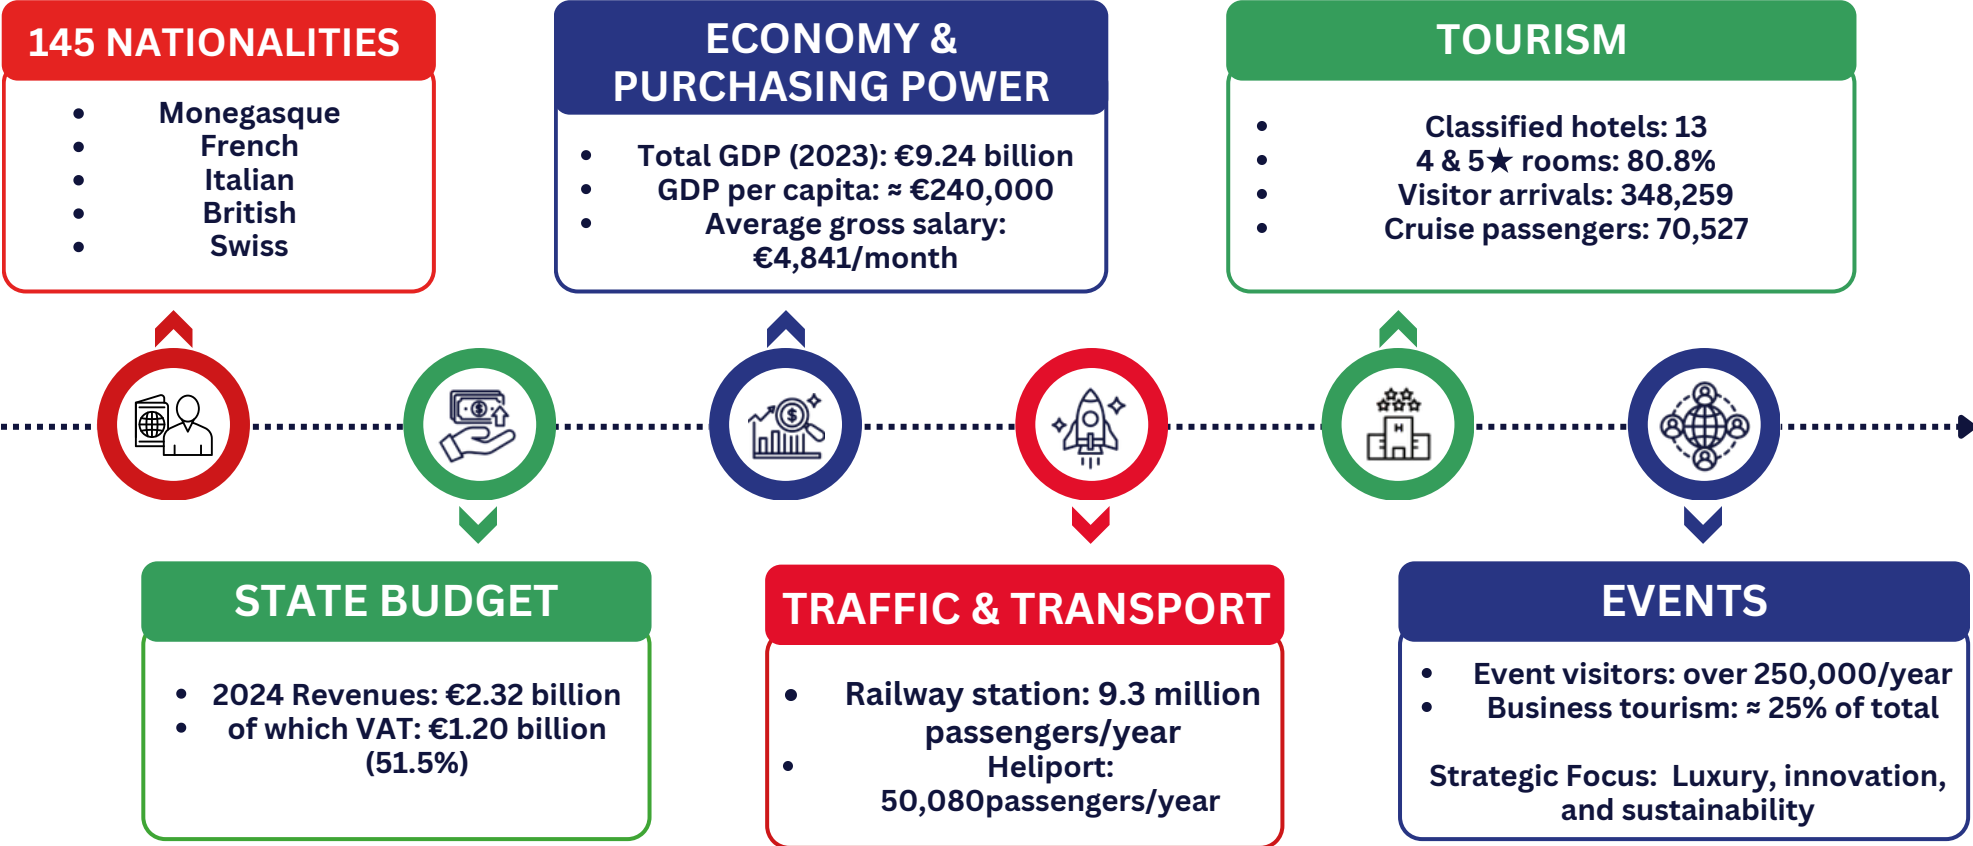 145 NATIONALITIES
• Monegasque
• French
• Italian
• British
• Swiss
ECONOMY &
PURCHASING POWER
• Total GDP (2023): €9.24 billion
• GDP per capita: ≈ €240,000
• Average gross salary:
€4,841/month
TOURISM
• Classified hotels: 13
• 4 & 5★ rooms: 80.8%
• Visitor arrivals: 348,259
• Cruise passengers: 70,527
STATE BUDGET
• 2024 Revenues: €2.32 billion
• of which VAT: €1.20 billion
(51.5%)
TRAFFIC & TRANSPORT
• Railway station: 9.3 million
passengers/year
• Heliport:
50,080passengers/year
EVENTS
• Event visitors: over 250,000/year
• Business tourism: ≈ 25% of total
Strategic Focus: Luxury, innovation,
and sustainability